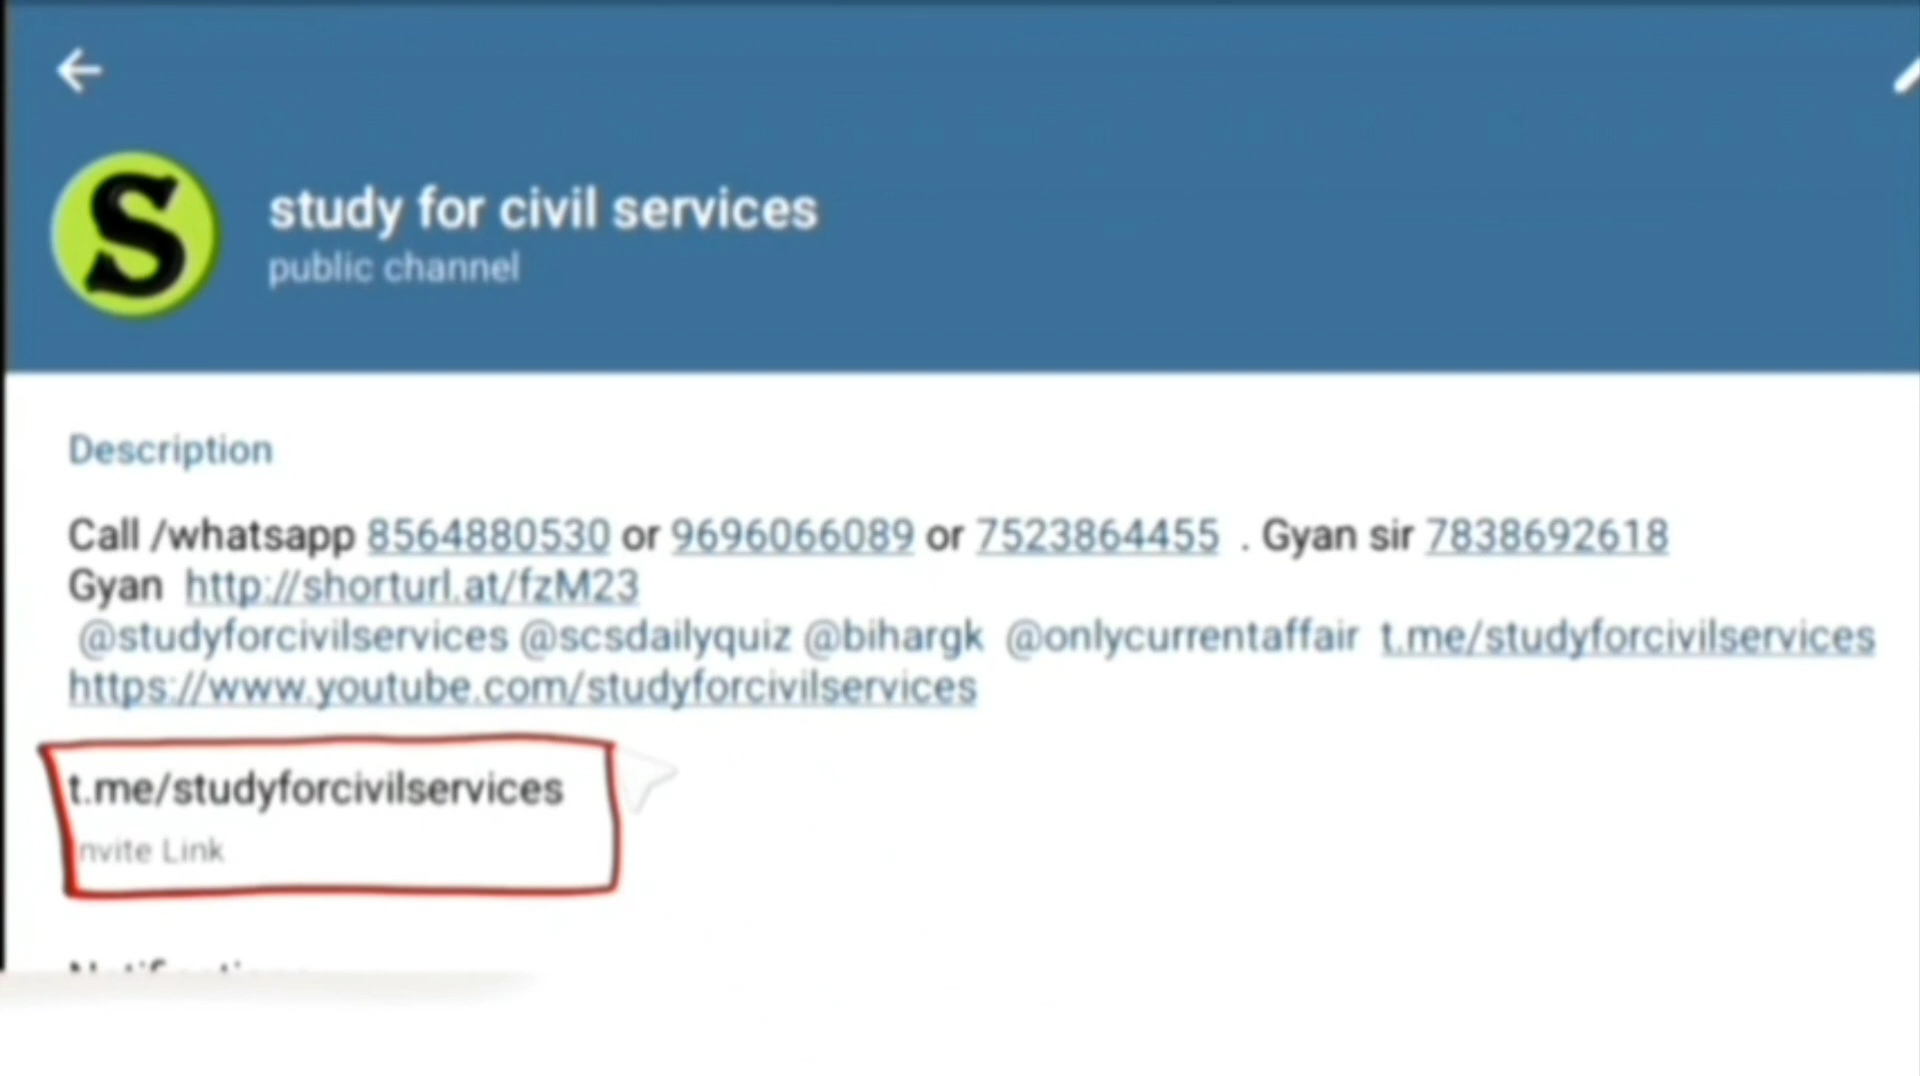 S
study for civil services
public channel
Description
Call /whatsapp 8564880530 or 9696066089 or 7523864455 . Gyan sir 7838692618
Gyan http://shorturl.at/fzM23
@studyforcivilservices @scsdailyquiz @bihargk @onlycurrentaffair t.me/studyforcivilservices
https://www.youtube.com/studyforcivilservices
t.me/studyforcivilservices
nvite Link